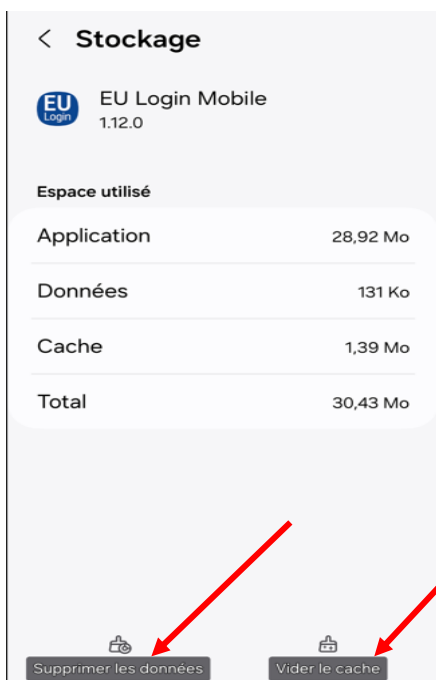 Stockage
EU Login
EU Login Mobile
1.12.0
Espace utilisé
Application 28,92 Mo
Données 131 Ko
Cache 1,39 Mo
Total 30,43 Mo
Supprimer les données Vider le cache